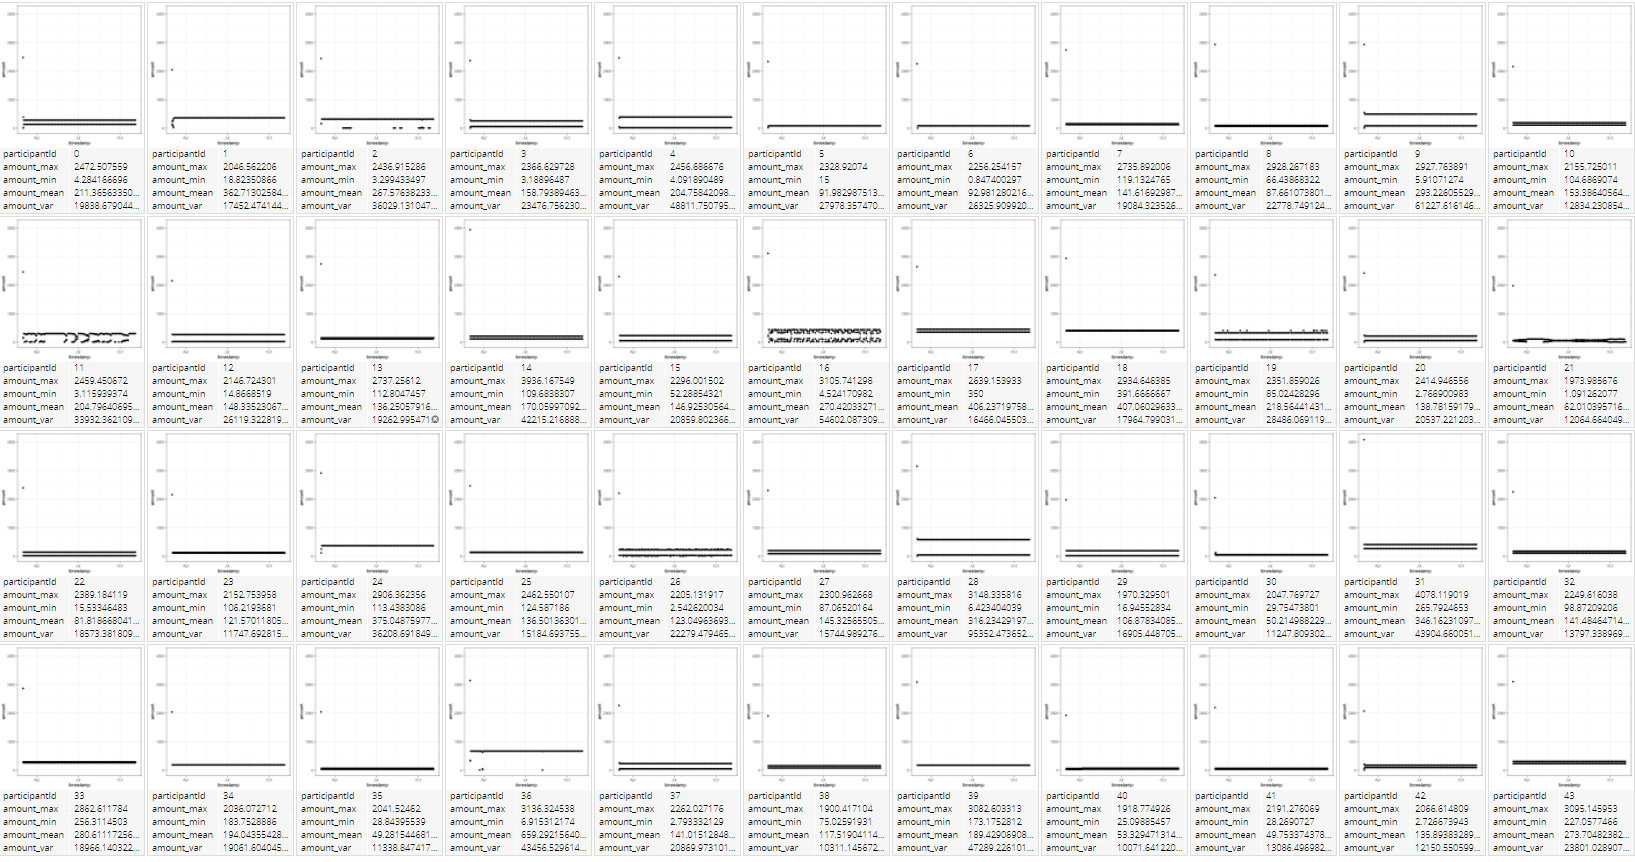 participantId 0
amount_max 2472.507559
amount_min 4.284166696
amount_mean 211.36563350...
amount_var 19838.679044...
participantId 1
amount_max 2046.562206
amount_min 18.82350866
amount_mean 362.71302584...
amount_var 17452.474144...
participantId 2
amount_max 2436.915286
amount_min 3.299433497
amount_mean 267.57638233...
amount_var 36029.131047...
participantId 3
amount_max 2366.629728
amount_min 3.18896487
amount_mean 158.79389463...
amount_var 23476.756230...
participantId 4
amount_max 2456.686676
amount_min 4.091890489
amount_mean 204.75842098...
amount_var 48811.750795...
participantId 5
amount_max 2328.92074
amount_min 15
amount_mean 91.982987513...
amount_var 27978.357470...
participantId 6
amount_max 2256.254157
amount_min 0.847400297
amount_mean 92.981280216...
amount_var 26325.909920...
participantId 7
amount_max 2735.892006
amount_min 119.1324765
amount_mean 141.61692987...
amount_var 19084.323526...
participantId 8
amount_max 2928.267183
amount_min 66.43868322
amount_mean 87.661073801...
amount_var 22778.749124...
participantId 9
amount_max 2927.763891
amount_min 5.91071274
amount_mean 293.22605529...
amount_var 61227.616146...
participantId 10
amount_max 2155.725011
amount_min 104.6869074
amount_mean 153.38640564...
amount_var 12834.230854...
participantId 11
amount_max 2459.450672
amount_min 3.115939374
amount_mean 204.79640695...
amount_var 33932.362109...
participantId 12
amount_max 2146.724301
amount_min 14.8668519
amount_mean 148.33523067...
amount_var 26119.322819...
participantId 13
amount_max 2737.25612
amount_min 112.8047457
amount_mean 136.25057916...
amount_var 19262.995471
participantId 14
amount_max 3936.167549
amount_min 109.6838307
amount_mean 170.05997092...
amount_var 42215.216888...
participantId 15
amount_max 2296.001502
amount_min 52.28854321
amount_mean 146.92530564...
amount_var 20859.802366...
participantId 16
amount_max 3105.741298
amount_min 4.524170982
amount_mean 270.42033271...
amount_var 54602.087309...
participantId 17
amount_max 2639.153933
amount_min 350
amount_mean 406.23719758...
amount_var 16466.045503...
participantId 18
amount_max 2934.646385
amount_min 391.6666667
amount_mean 407.06029633...
amount_var 17964.799031...
participantId 19
amount_max 2351.859026
amount_min 85.02428296
amount_mean 218.56441431...
amount_var 28486.069119...
participantId 20
amount_max 2414.946556
amount_min 2.766900983
amount_mean 138.78159179...
amount_var 20537.221203...
participantId 21
amount_max 1973.985676
amount_min 1.091262077
amount_mean 62.010395716...
amount_var 12064.664049...
participantId 22
amount_max 2389.184119
amount_min 15.53346483
amount_mean 81.818668041...
amount_var 18573.381809...
participantId 23
amount_max 2152.753958
amount_min 106.2193681
amount_mean 121.57011805...
amount_var 11747.692815...
participantId 24
amount_max 2906.362356
amount_min 113.4383086
amount_mean 375.04875977...
amount_var 36208.691849...
participantId 25
amount_max 2462.550107
amount_min 124.587186
amount_mean 136.50136301...
amount_var 15184.693755...
participantId 26
amount_max 2205.131917
amount_min 2.542620034
amount_mean 123.04963693...
amount_var 22279.479465...
participantId 27
amount_max 2300.962668
amount_min 87.06520164
amount_mean 145.32565505...
amount_var 15744.989276...
participantId 28
amount_max 3148.335816
amount_min 6.423404039
amount_mean 316.23429197...
amount_var 95352.473652...
participantId 29
amount_max 1970.329501
amount_min 16.94552834
amount_mean 106.87834085...
amount_var 16905.448705...
participantId 30
amount_max 2047.769727
amount_min 29.75473801
amount_mean 50.214988229...
amount_var 11247.809302...
participantId 31
amount_max 4078.119019
amount_min 265.7924653
amount_mean 346.16231097...
amount_var 43904.660051...
participantId 32
amount_max 2249.616038
amount_min 98.87209206
amount_mean 141.48464714...
amount_var 13797.338969...
participantId 33
amount_max 2862.611784
amount_min 256.3114503
amount_mean 280.61117256...
amount_var 18966.140322...
participantId 34
amount_max 2036.072712
amount_min 183.7528886
amount_mean 194.04355428...
amount_var 19061.604045...
participantId 35
amount_max 2041.52462
amount_min 28.84395539
amount_mean 49.281544681...
amount_var 11338.847417...
participantId 36
amount_max 3136.324538
amount_min 6.915312174
amount_mean 659.29215640...
amount_var 43456.529614...
participantId 37
amount_max 2262.027176
amount_min 2.793332129
amount_mean 141.01512848...
amount_var 20869.973101...
participantId 38
amount_max 1900.417104
amount_min 75.02591931
amount_mean 117.51904114...
amount_var 10311.145672...
participantId 39
amount_max 3082.603313
amount_min 173.1752812
amount_mean 189.42906908...
amount_var 47289.226101...
participantId 40
amount_max 1918.774926
amount_min 25.09886457
amount_mean 53.329471314...
amount_var 10071.641220...
participantId 41
amount_max 2191.276069
amount_min 28.2690727
amount_mean 49.753374378...
amount_var 13086.496982...
participantId 42
amount_max 2066.614809
amount_min 2.726673943
amount_mean 135.89383289...
amount_var 12150.550599...
participantId 43
amount_max 3095.145953
amount_min 227.0577466
amount_mean 273.70482382...
amount_var 23801.028907...